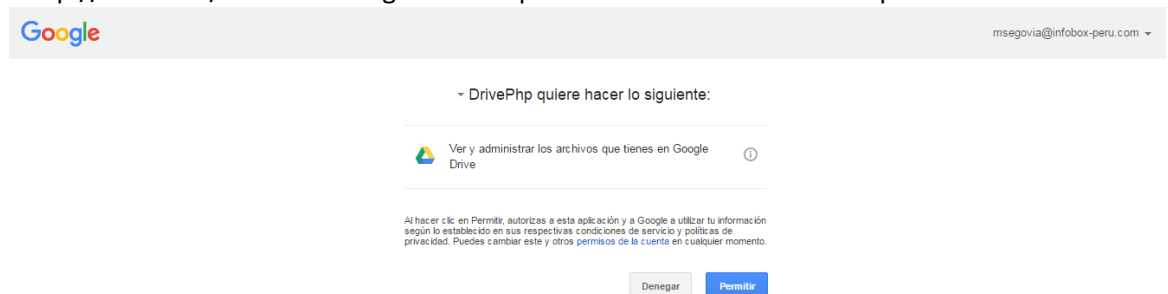 Google
msegovia@infobox-peru.com
DrivePhp quiere hacer lo siguiente:
Ver y administrar los archivos que tienes en Google
Drive
Al hacer clic en Permitir, autorizas a esta aplicación y a Google a utilizar tu información
según lo establecido en sus respectivas condiciones de servicio y políticas de
privacidad. Puedes cambiar este y otros permisos de la cuenta en cualquier momento.
Denegar Permitir